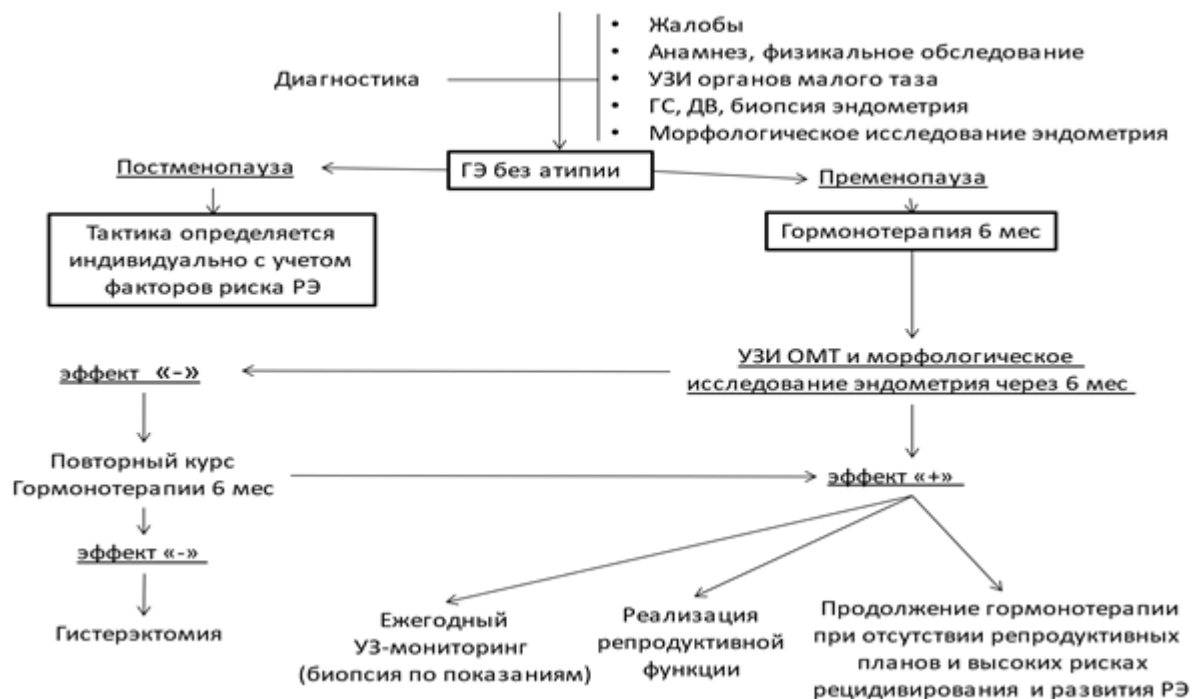 • Жалобы
• Анамнез, физикальное обследование
Диагностика
• УЗИ органов малого таза
• ГС, ДВ, биопсия эндометрия
• Морфологическое исследование эндометрия
Постменопауза
ГЭ без атипии
Пременопауза
Тактика определяется
индивидуально с учетом
факторов риска РЭ
Гормонотерапия 6 мес
УЗИ ОМТ и морфологическое
исследование эндометрия через 6 мес
эффект «-»
Повторный курс
Гормонотерапии 6 мес
эффект «+»
эффект «-»
Гистерэктомия
Ежегодный
УЗ-мониторинг
(биопсия по показаниям)
Реализация
репродуктивной
функции
Продолжение гормонотерапии
при отсутствии репродуктивных
планов и высоких рисках
рецидивирования и развития РЭ